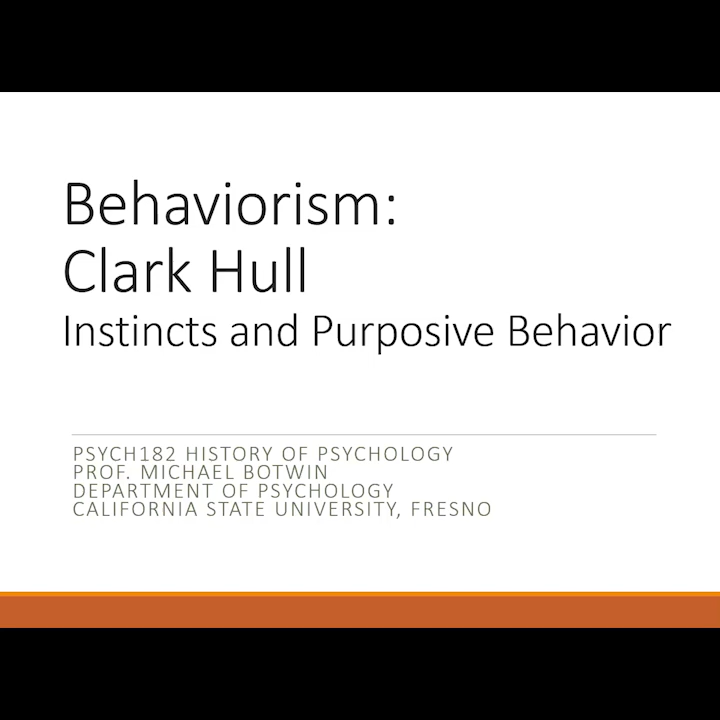 Behaviorism:
Clark Hull
Instincts and Purposive Behavior
PSYCH182 HISTORY OF PSYCHOLOGY
PROF. MICHAEL BOTWIN
DEPARTMENT OF PSYCHOLOGY
CALIFORNIA STATE UNIVERSITY, FRESNO